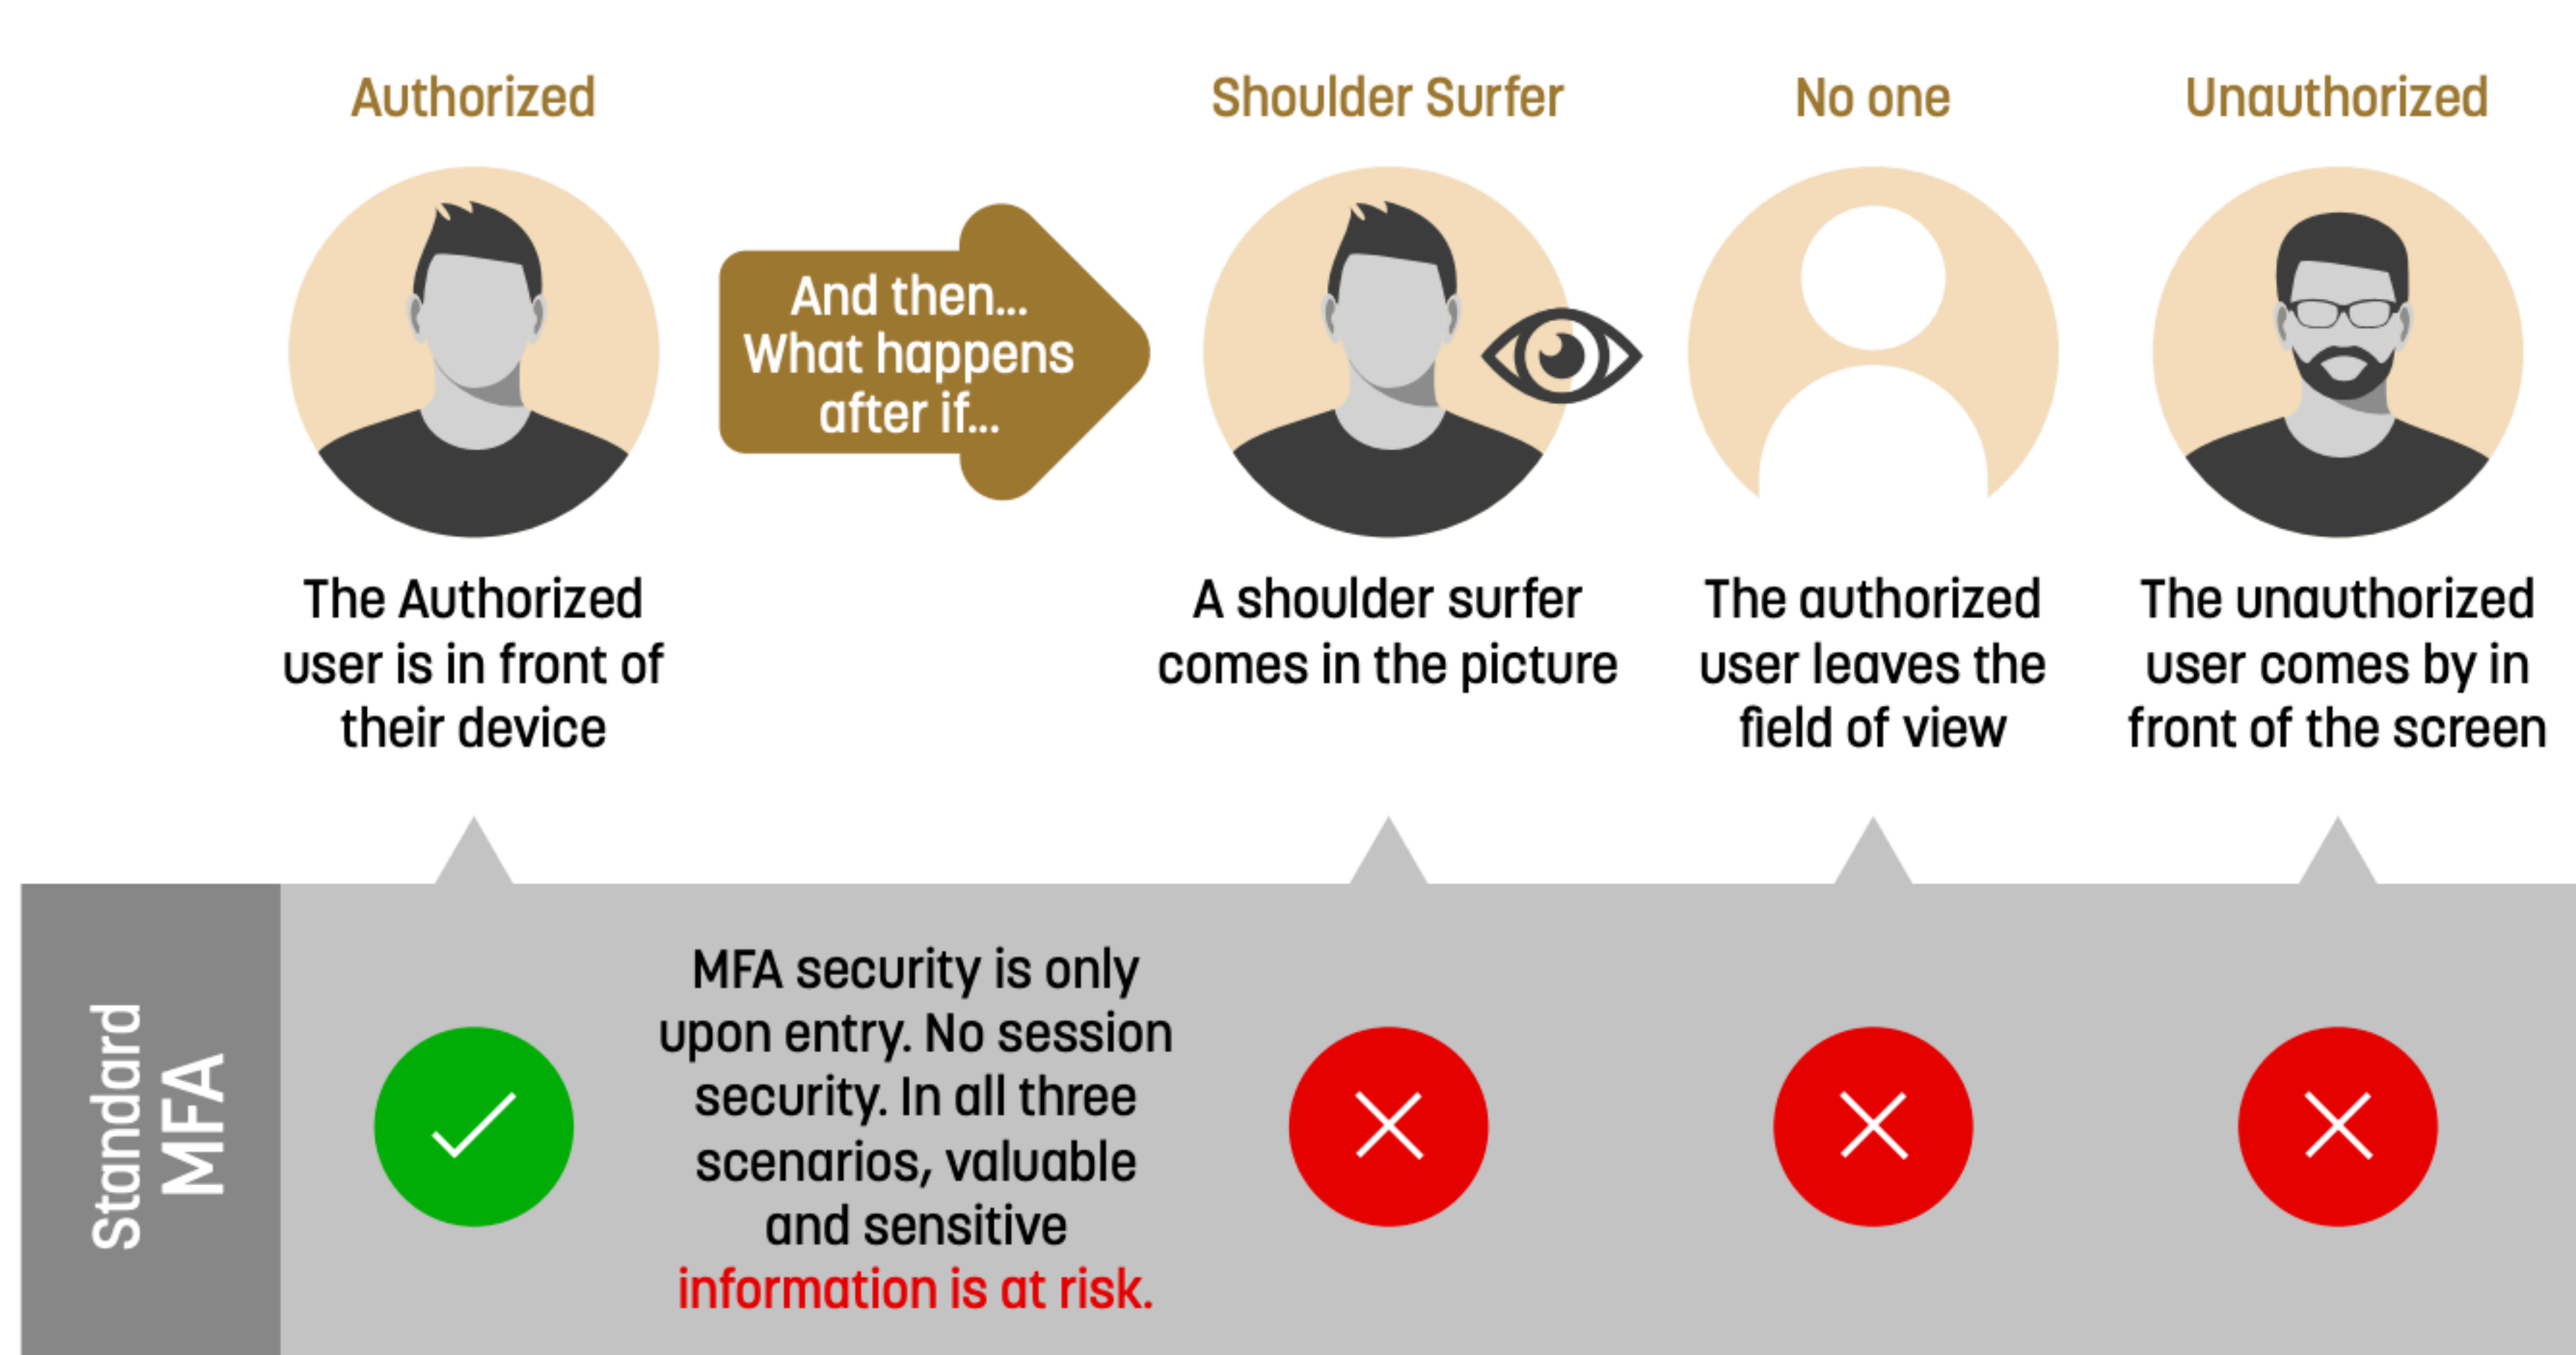 Authorized
Shoulder Surfer
No one
Unauthorized
And then...
What happens
after if...
The Authorized
user is in front of
their device
A shoulder surfer
comes in the picture
The authorized
user leaves the
field of view
The unauthorized
user comes by in
front of the screen
Standard
MFA
MFA security is only
upon entry. No session
security. In all three
scenarios, valuable
and sensitive
information is at risk.